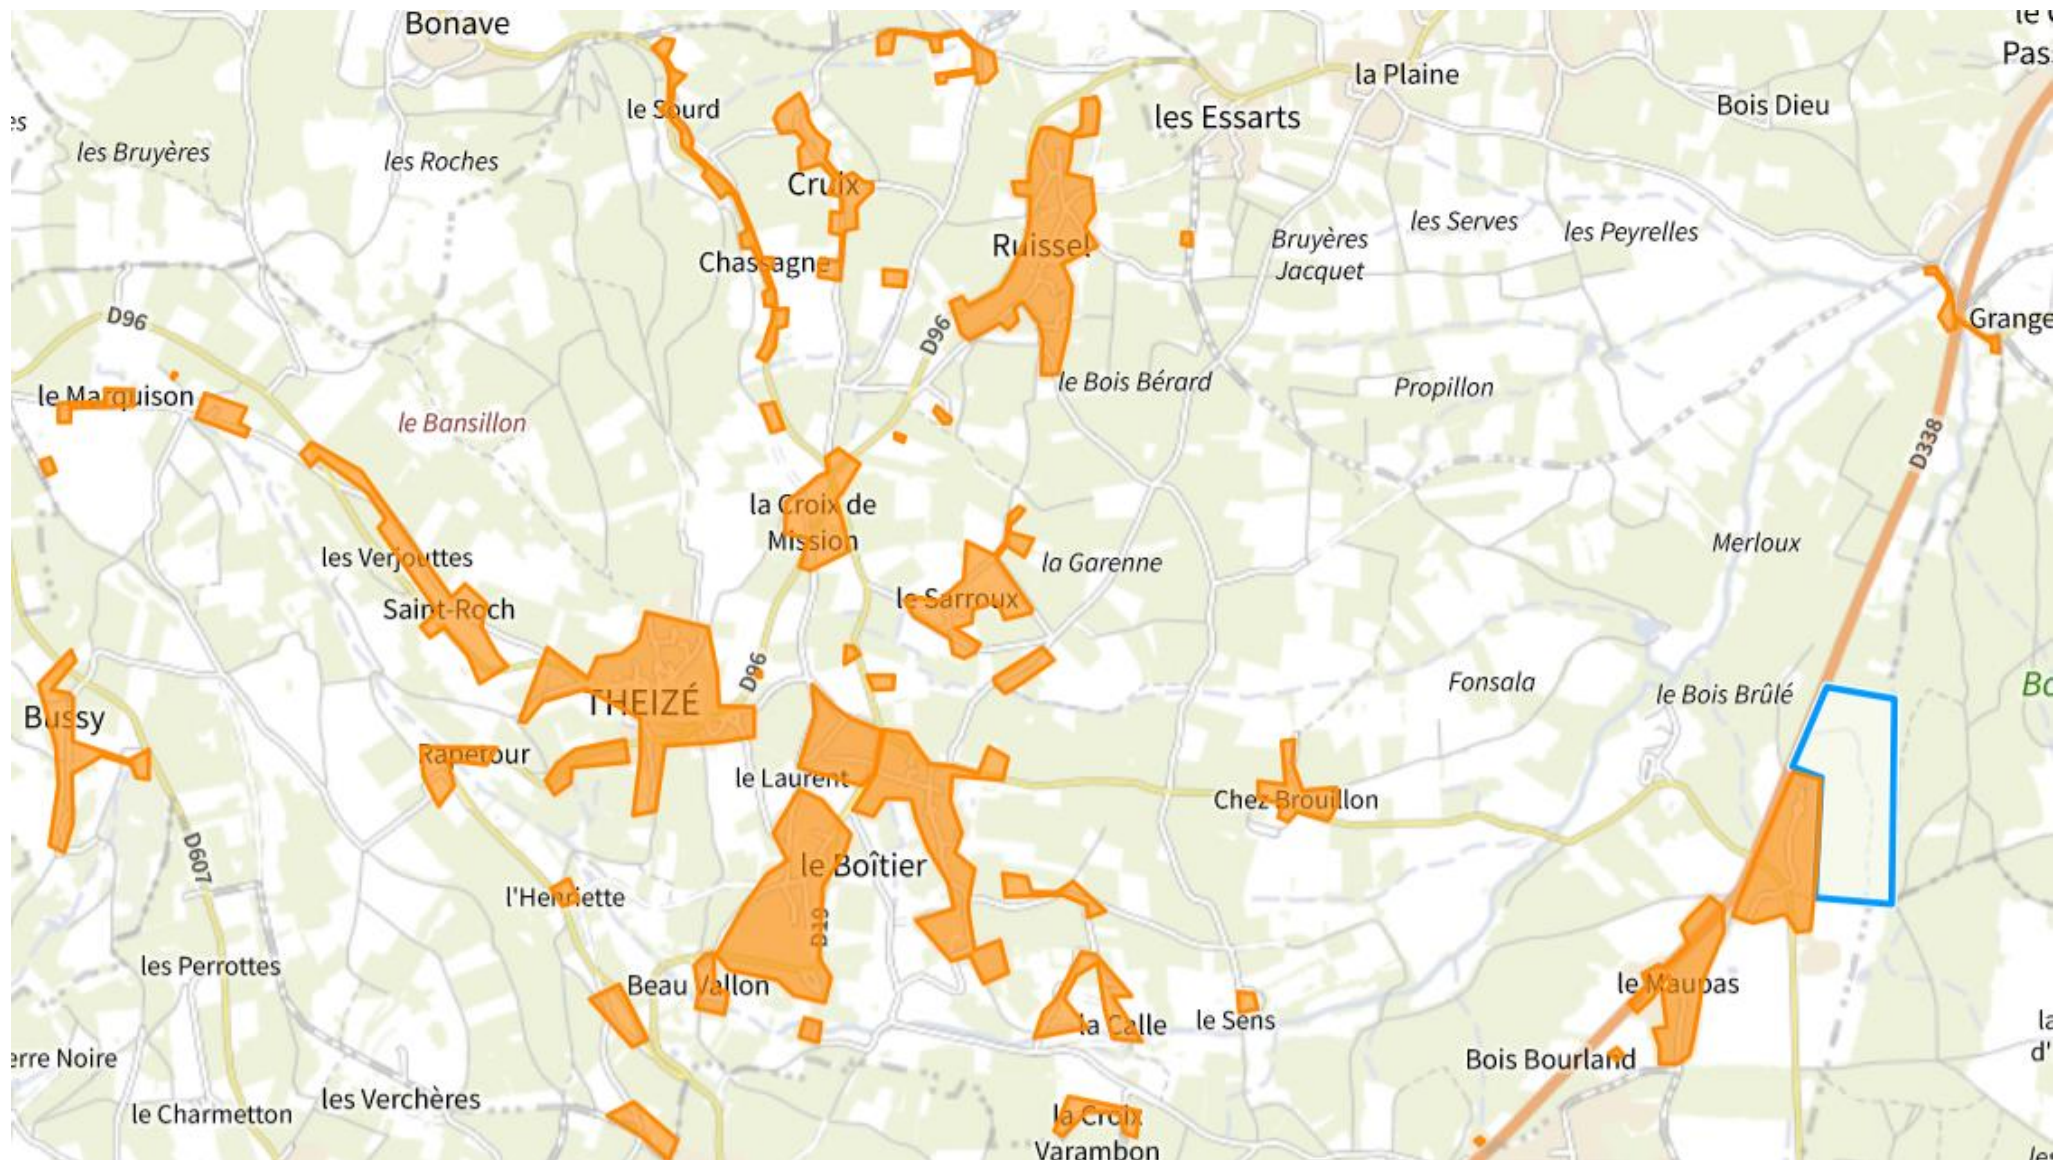 Bonave
la Plaine
Bois Dieu
le Sourd
les Essarts
les Bruyères
les Roches
Cruix
les Serves
les Peyrelles
Bruyères
Jacquet
Ruissel
Chassagne
D96
D96
le Marquison
le Bansillon
le Bois Bérard
Propillon
D338
la Croix de
Mission
Merloux
les Verjouttes
la Garenne
Saint-Roch
le Sarroux
D96
Fonsala
le Bois Brûlé
THEIZÉ
Bussy
Raperour
le Laurent
Chez Brouillon
D607
le Boîtier
l'Henriette
D19
les Perrottes
Beau Vallon
le Maupas
la Calle
le Sens
Bois Bourland
erre Noire
les Verchères
le Charmetton
la Croix
Varambon